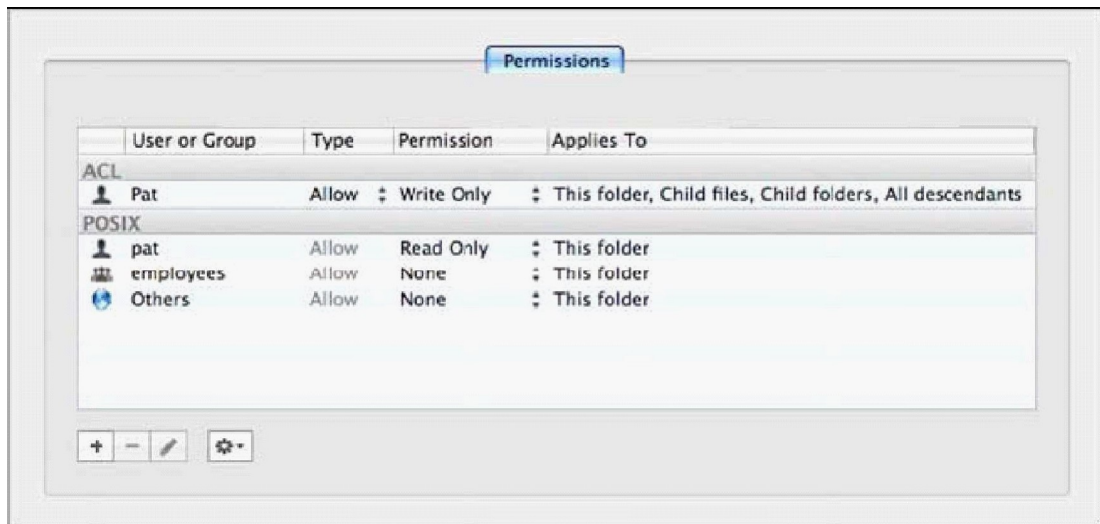 Permissions
User or Group Type Permission Applies To
ACL
Pat Allow Write Only This folder, Child files, Child folders, All descendants
POSIX
pat Allow Read Only This folder
employees Allow None This folder
Others Allow None This folder